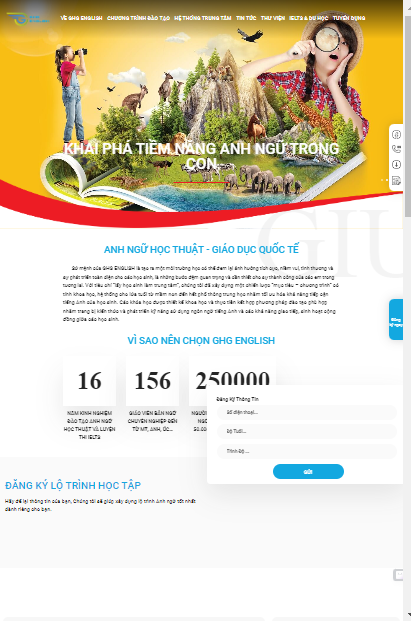 VỀ GHG ENGLISH CHƯƠNG TRÌNH ĐÀO TẠO HỆ THỐNG TRUNG TÂM TIN TỨC THƯ VIỆN IELTS & DU HỌC TUYỂN DỤNG
KHAI PHÁ TIỀM NĂNG ANH NGỮ TRONG
CON
GIU
ANH NGỮ HỌC THUẬT - GIÁO DỤC QUỐC TẾ
Sứ mệnh của GHG ENGLISH là tạo ra một môi trường học có thể đem lại ảnh hưởng tích cực, niềm vui, tình thương và
sự phát triển toàn diện cho các học sinh, là những bước đệm quan trọng và cần thiết cho sự thành công của các em trong
tương lai. Với tiêu chí "lấy học sinh làm trung tâm", chúng tôi đã xây dựng một chiến lược "mục tiêu – chương trình" có
tính khoa học, hệ thống cho lứa tuổi từ mầm non đến hết phổ thông trung học nhằm tối ưu hóa khả năng tiếp cận
tiếng Anh của học sinh. Các khóa học được thiết kế khoa học và thực tiễn kết hợp phương pháp đào tạo phù hợp
nhằm trang bị kiến thức và phát triển kỹ năng sử dụng ngôn ngữ tiếng Anh và các khả năng giao tiếp, sinh hoạt cộng
đồng giữa các học sinh.
VÌ SAO NÊN CHỌN GHG ENGLISH
16 156 250000
NĂM KINH NGHIỆM
ĐÀO TẠO ANH NGỮ
HỌC THUẬT VÀ LUYỆN
THI IELTS
GIÁO VIÊN BẢN NGỮ
CHUYÊN NGHIỆP ĐẾN
TỪ MỸ, ANH, ÚC...
Đăng Ký Thông Tin
Số điện thoại...
Độ Tuổi...
Trình Độ ...
GỬI
ĐĂNG KÝ LỘ TRÌNH HỌC TẬP
Hãy để lại thông tin của bạn, Chúng tôi sẽ giúp xây dựng lộ trình Anh ngữ tốt nhất
dành riêng cho bạn.